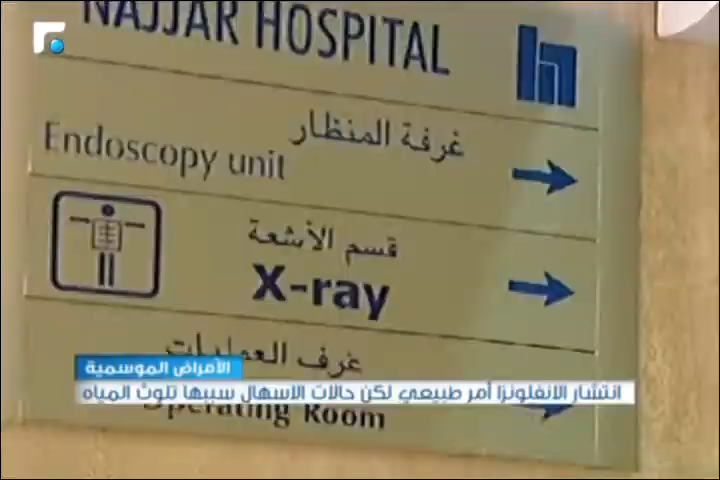 NAJJAR HOSPITAL
غرفة المنظار
Endoscopy unit
قسم الأشعة
X-ray
غرف العمليات
الأمراض الموسمية
انتشار الانفلونزا أمر طبيعي لكن حالات الاسهال سببها تلوث المياه
Operating Room